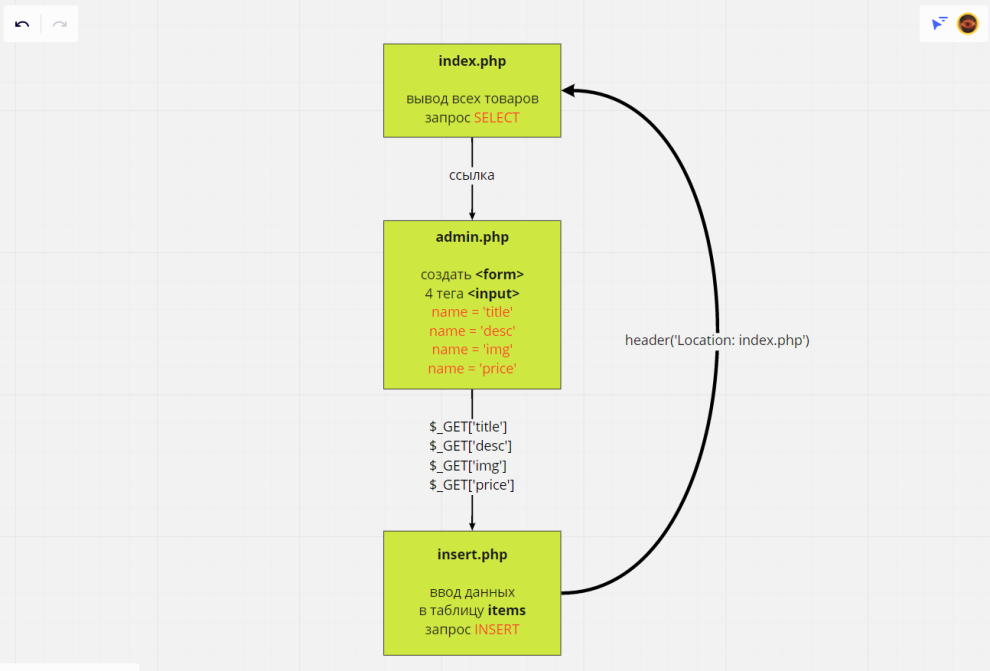 index.php
вывод всех товаров
запрос SELECT
ссылка
admin.php
создать <form>
4 тега <input>
name = 'title'
name = 'desc'
name = 'img'
name = 'price'
header('Location: index.php')
$_GET['title']
$_GET['desc']
$_GET['img']
$_GET['price']
insert.php
ввод данных
в таблицу items
запрос INSERT